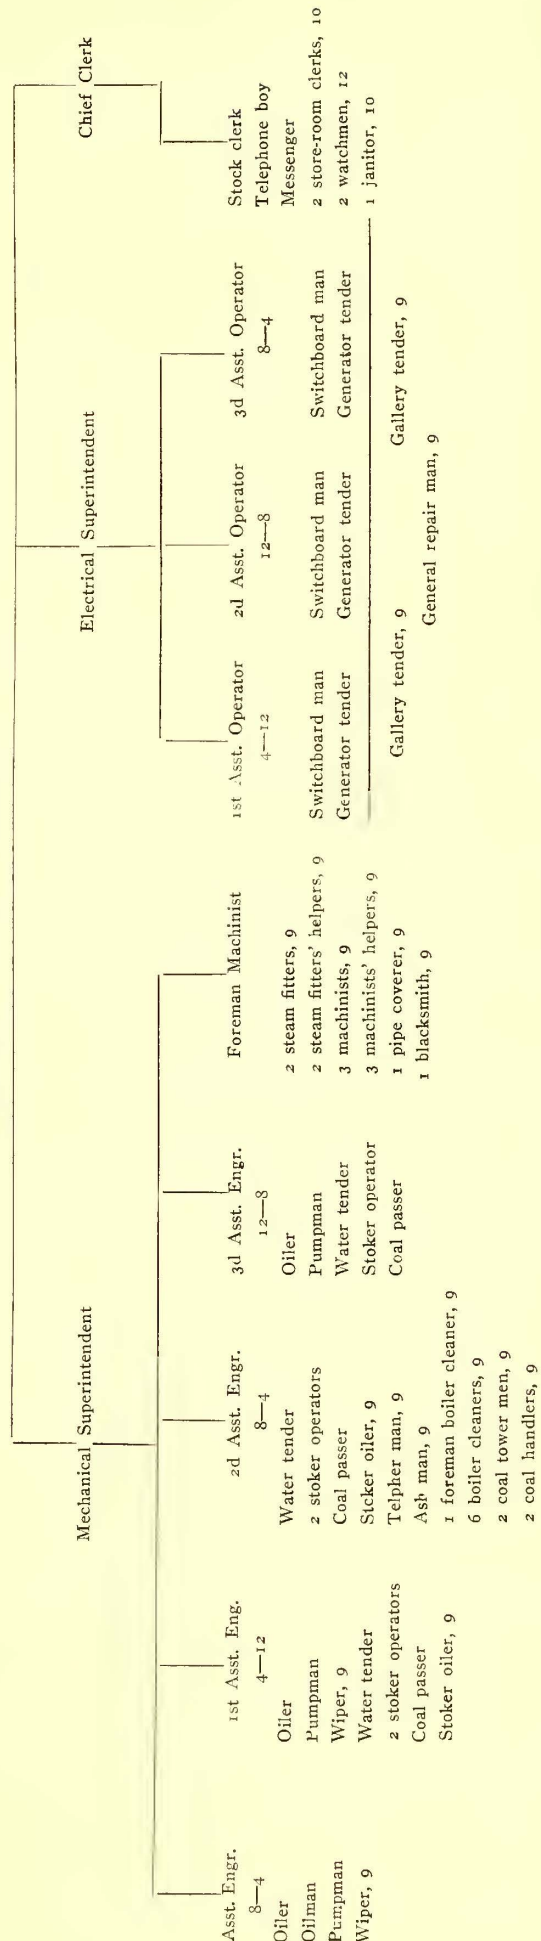 Mechanical Superintendent
Electrical Superintendent
Chief Clerk
Asst. Engr.
8—4
Oiler
Oilman
Pumpman
Wiper, 9
1st Asst. Eng.
4—12
Oiler
Pumpman
Wiper, 9
Water tender
2 stoker operators
Coal passer
Stoker oiler, 9
2d Asst. Engr.
8—4
Water tender
2 stoker operators
Coal passer
Stoker oiler, 9
Telpher man, 9
Ash man, 9
1 foreman boiler cleaner, 9
6 boiler cleaners, 9
2 coal tower men, 9
2 coal handlers, 9
3d Asst. Engr.
12—8
Oiler
Pumpman
Water tender
Stoker operator
Coal passer
Foreman Machinist
2 steam fitters, 9
2 steam fitters' helpers, 9
3 machinists, 9
3 machinists' helpers, 9
1 pipe coverer, 9
1 blacksmith, 9
1st Asst. Operator
4—12
Switchboard man
Generator tender
2d Asst. Operator
12—8
Switchboard man
Generator tender
3d Asst. Operator
8—4
Switchboard man
Generator tender
Gallery tender, 9
Gallery tender, 9
General repair man, 9
Stock clerk
Telephone boy
Messenger
2 store-room clerks, 10
2 watchmen, 12
1 janitor, 10